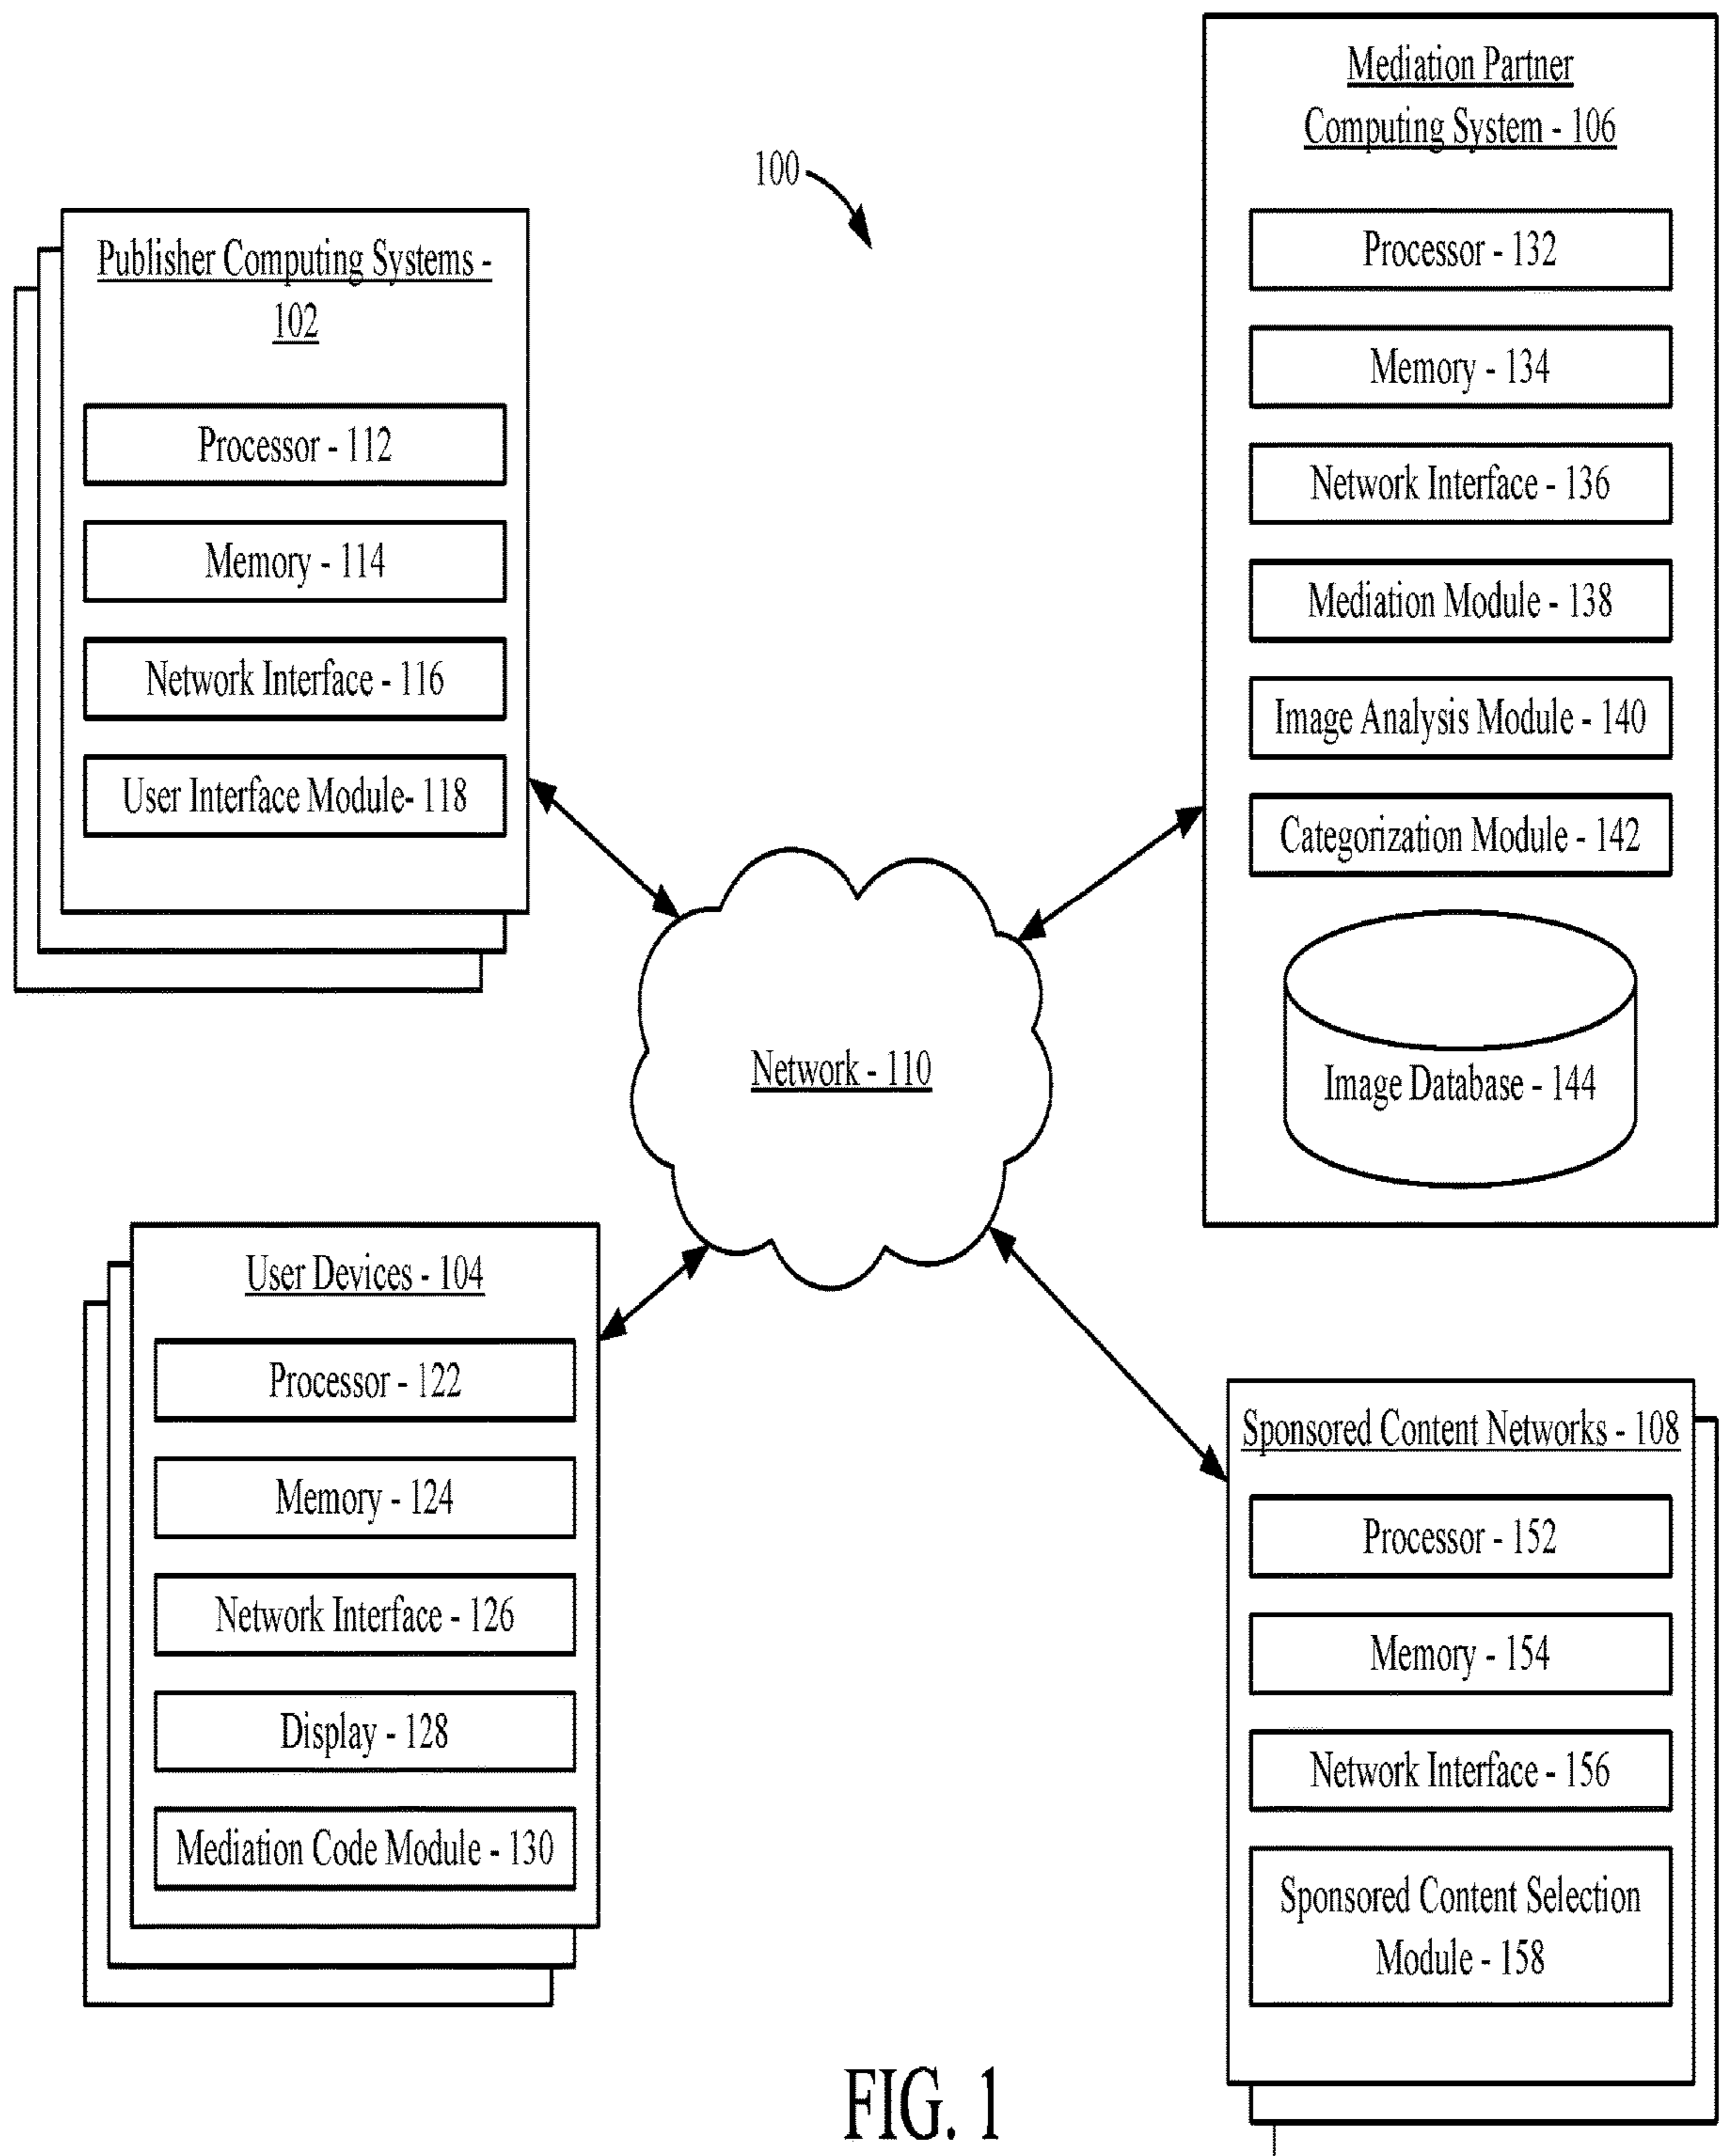 100
Publisher Computing Systems -
102
Processor - 112
Memory - 114
Network Interface - 116
User Interface Module- 118
Mediation Partner
Computing System - 106
Processor - 132
Memory - 134
Network Interface - 136
Mediation Module - 138
Image Analysis Module - 140
Categorization Module - 142
Image Database - 144
Network - 110
User Devices - 104
Processor - 122
Memory - 124
Network Interface - 126
Display - 128
Mediation Code Module - 130
Sponsored Content Networks - 108
Processor - 152
Memory - 154
Network Interface - 156
Sponsored Content Selection
Module - 158
FIG. 1